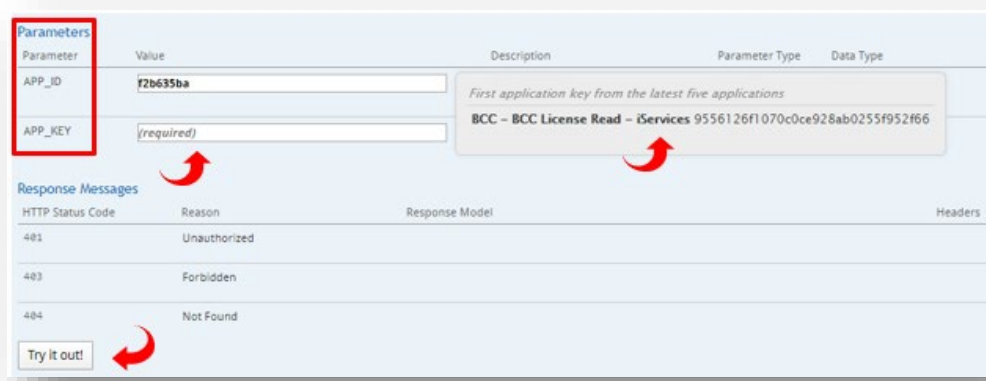 Parameters
Parameter Value Description Parameter Type Data Type
APP_ID f2b635ba
First application key from the latest five applications
BCC – BCC License Read – iServices 9556126f1070c0ce928ab0255f952f66
APP_KEY (required)
Response Messages
HTTP Status Code Reason Response Model Headers
401 Unauthorized
403 Forbidden
404 Not Found
Try it out!